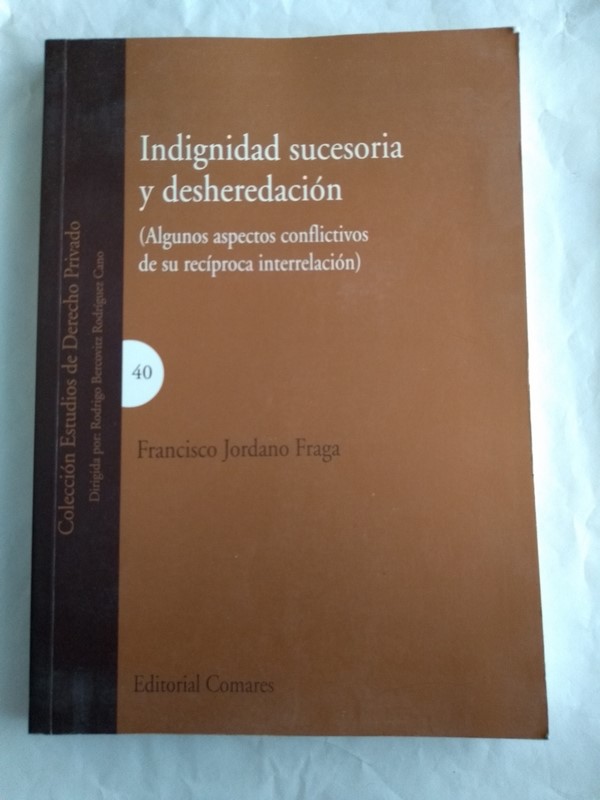 Indignidad sucesoria
y desheredación
(Algunos aspectos conflictivos
de su recíproca interrelación)
Colección Estudios de Derecho Privado
Dirigida por: Rodrigo Bercovitz Rodríguez Cano
40
Francisco Jordano Fraga
Editorial Comares